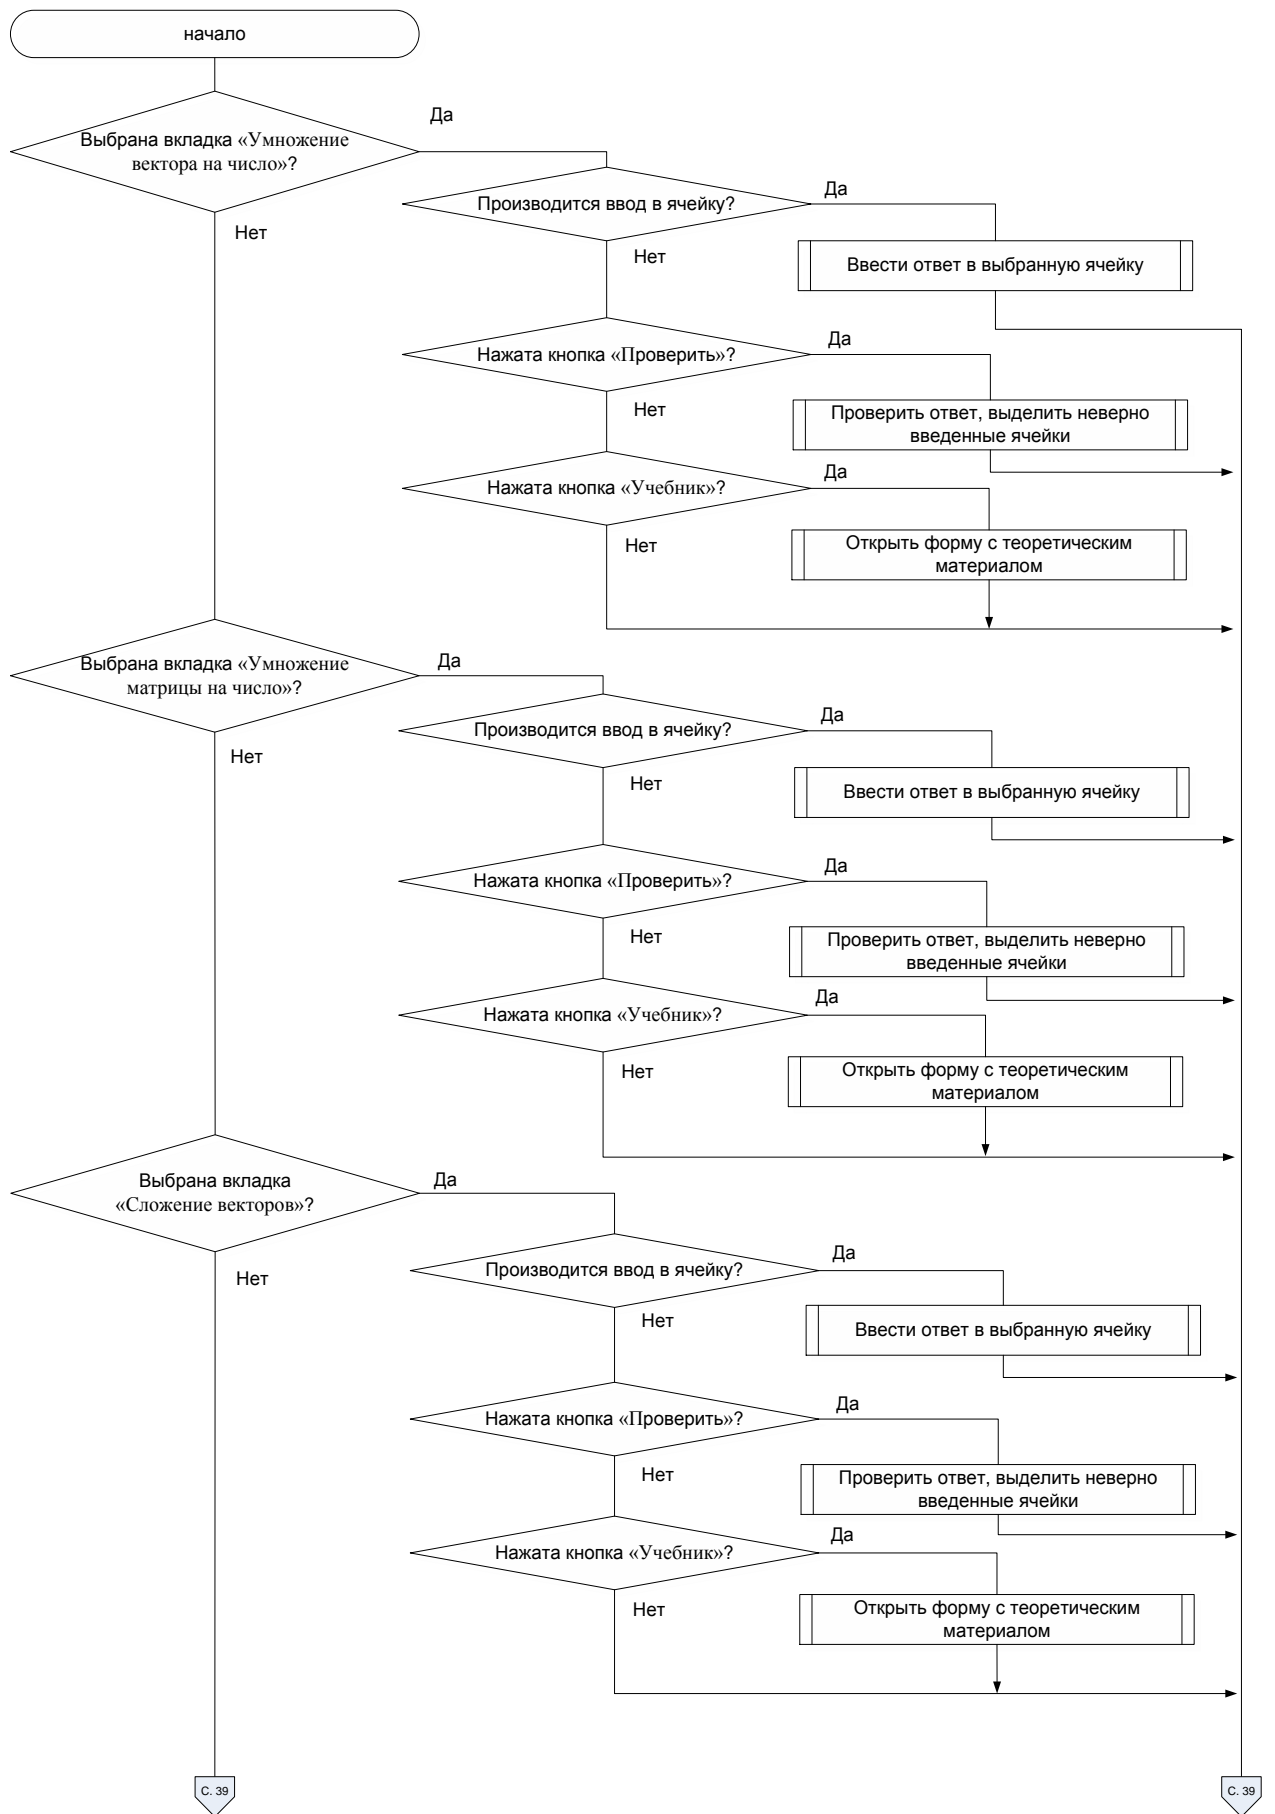 начало
Да
Выбрана вкладка «Умножение
вектора на число»?
Да
Производится ввод в ячейку?
Нет
Нет
Ввести ответ в выбранную ячейку
Да
Нажата кнопка «Проверить»?
Нет
Проверить ответ, выделить неверно
введенные ячейки
Да
Нажата кнопка «Учебник»?
Нет
Открыть форму с теоретическим
материалом
Выбрана вкладка «Умножение
матрицы на число»?
Да
Да
Производится ввод в ячейку?
Нет
Нет
Ввести ответ в выбранную ячейку
Да
Нажата кнопка «Проверить»?
Нет
Проверить ответ, выделить неверно
введенные ячейки
Да
Нажата кнопка «Учебник»?
Нет
Открыть форму с теоретическим
материалом
Выбрана вкладка
«Сложение векторов»?
Да
Да
Производится ввод в ячейку?
Нет
Нет
Ввести ответ в выбранную ячейку
Да
Нажата кнопка «Проверить»?
Нет
Проверить ответ, выделить неверно
введенные ячейки
Да
Нажата кнопка «Учебник»?
Нет
Открыть форму с теоретическим
материалом
С. 39
С. 39